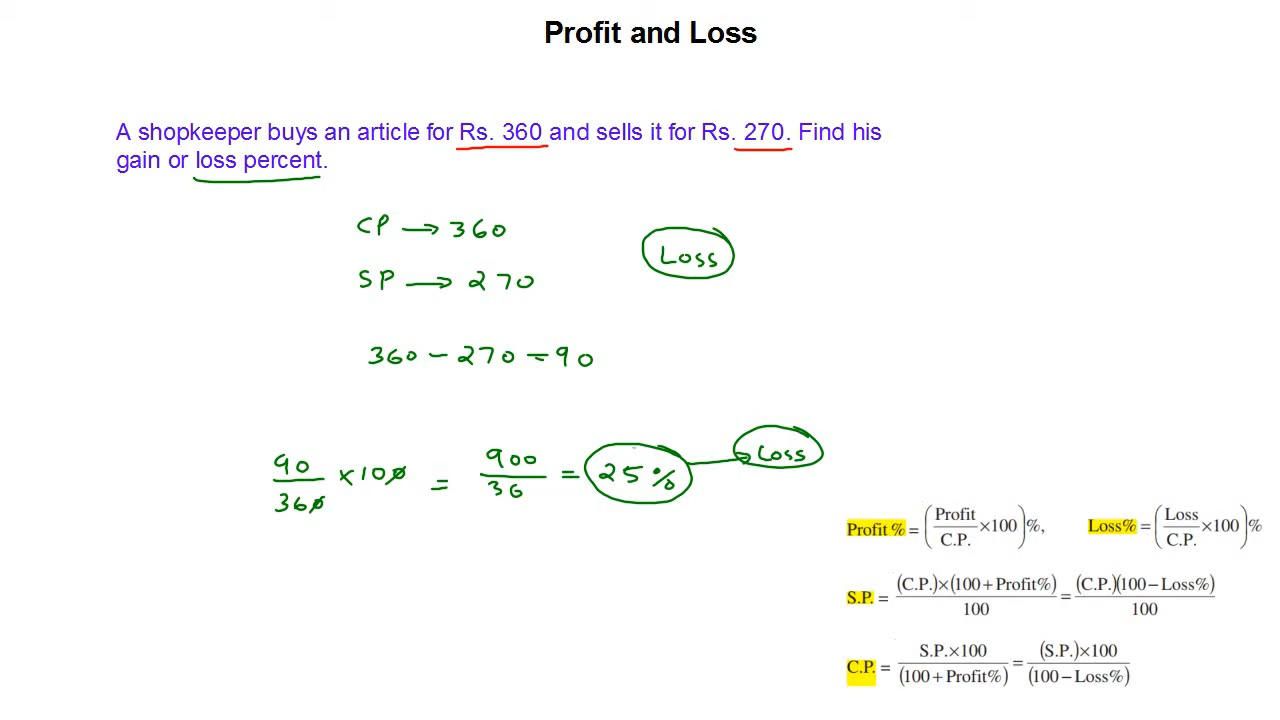 Profit and Loss
A shopkeeper buys an article for Rs. 360 and sells it for Rs. 270. Find his
gain or loss percent.
CP → 360
Loss
SP → 270
360 − 270 = 90
90/360 ×100 = 900/36 = 25% → Loss
Profit % = (Profit/C.P. ×100)%, Loss% = (Loss/C.P. ×100)%
S.P. = (C.P.)×(100+Profit%)/100 = (C.P.)(100−Loss%)/100
C.P. = S.P.×100/(100+Profit%) = (S.P.)×100/(100−Loss%)